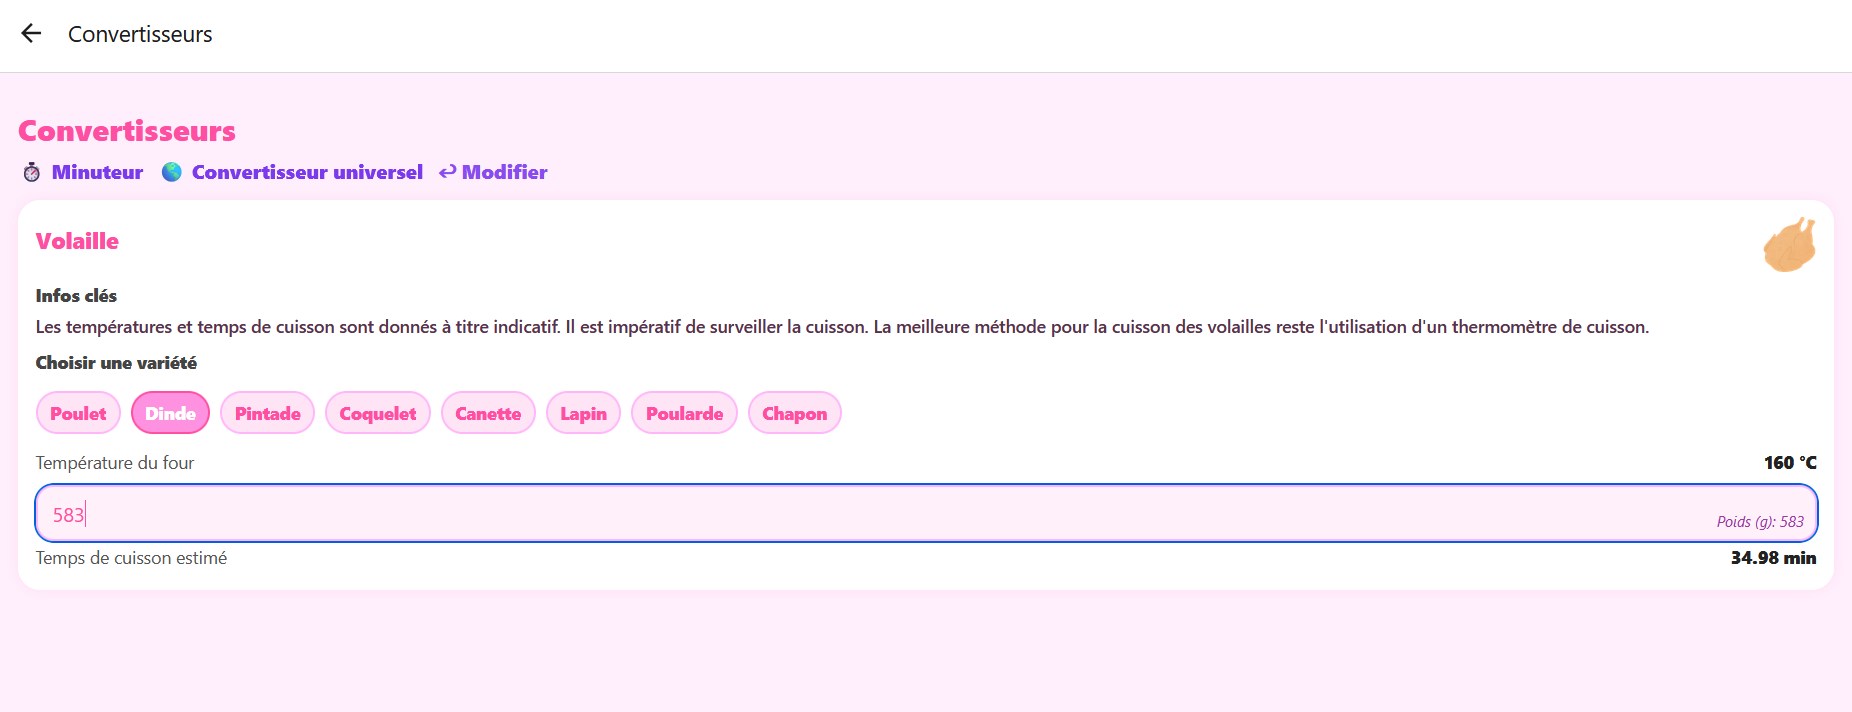 Convertisseurs
Convertisseurs
Minuteur Convertisseur universel Modifier
Volaille
Infos clés
Les températures et temps de cuisson sont donnés à titre indicatif. Il est impératif de surveiller la cuisson. La meilleure méthode pour la cuisson des volailles reste l'utilisation d'un thermomètre de cuisson.
Choisir une variété
Poulet Dinde Pintade Coquelet Canette Lapin Poularde Chapon
Température du four 160 °C
583 Poids (g): 583
Temps de cuisson estimé 34.98 min